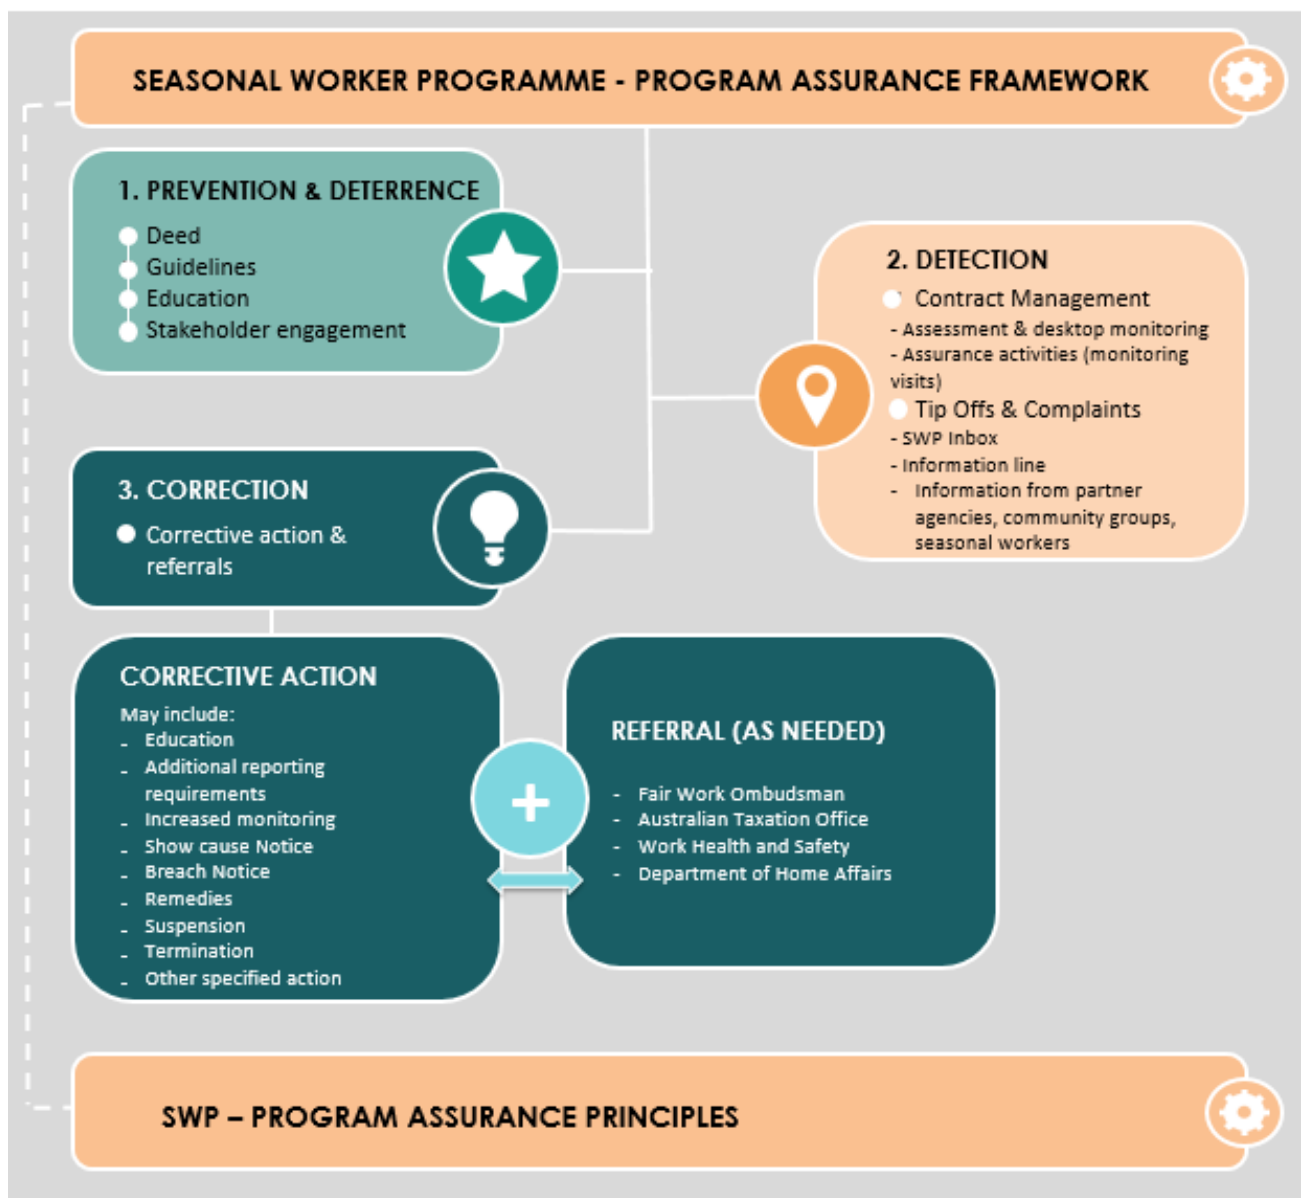 SEASONAL WORKER PROGRAMME - PROGRAM ASSURANCE FRAMEWORK
1. PREVENTION & DETERRENCE
Deed
Guidelines
Education
Stakeholder engagement
2. DETECTION
Contract Management
- Assessment & desktop monitoring
- Assurance activities (monitoring
visits)
Tip Offs & Complaints
- SWP Inbox
- Information line
- Information from partner
agencies, community groups,
seasonal workers
3. CORRECTION
Corrective action &
referrals
CORRECTIVE ACTION
May include:
- Education
- Additional reporting
requirements
- Increased monitoring
- Show cause Notice
- Breach Notice
- Remedies
- Suspension
- Termination
- Other specified action
+
REFERRAL (AS NEEDED)
- Fair Work Ombudsman
- Australian Taxation Office
- Work Health and Safety
- Department of Home Affairs
SWP – PROGRAM ASSURANCE PRINCIPLES